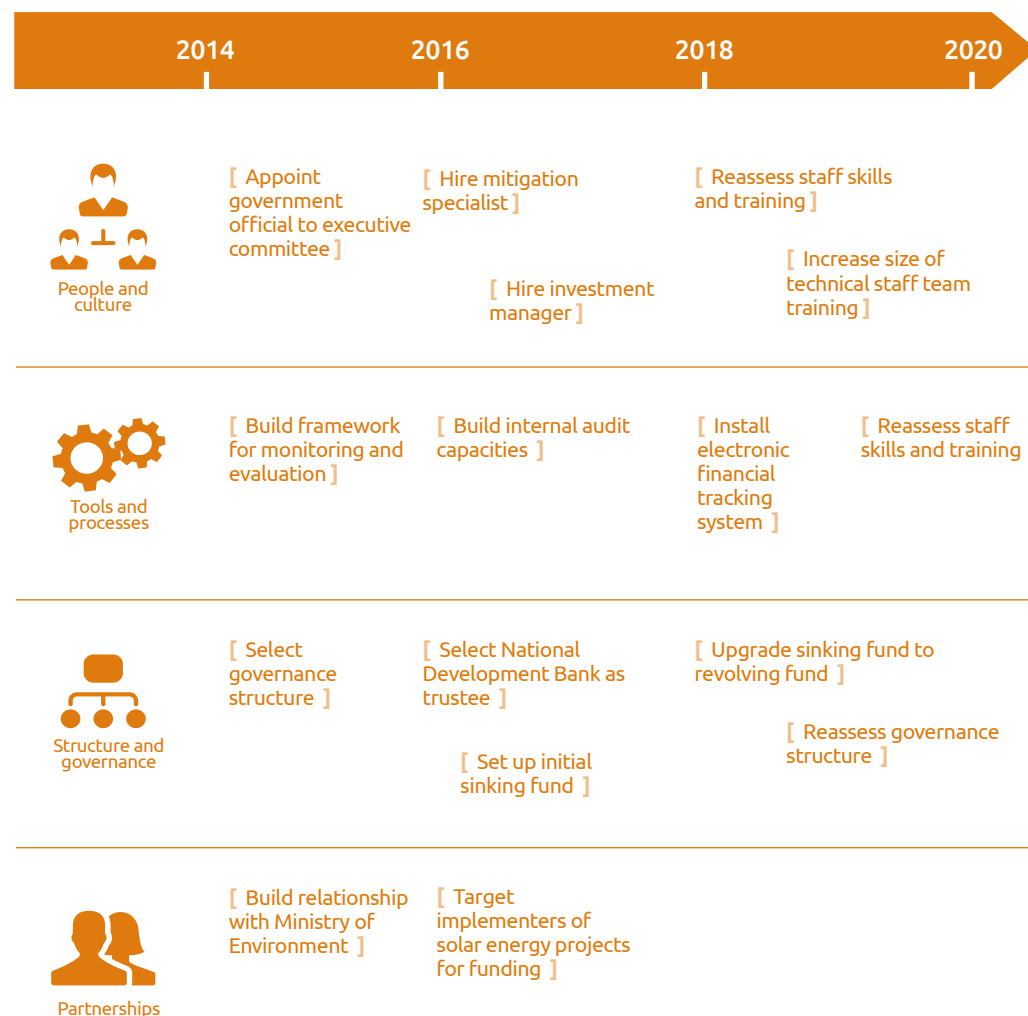 2014 2016 2018 2020
[ Appoint
government
official to executive
committee ]
[ Hire mitigation
specialist ]
[ Hire investment
manager ]
[ Reassess staff skills
and training ]
[ Increase size of
technical staff team
training ]
People and
culture
[ Build framework
for monitoring and
evaluation ]
[ Build internal audit
capacities ]
[ Install
electronic
financial
tracking
system ]
[ Reassess staff
skills and training
Tools and
processes
[ Select
governance
structure ]
[ Select National
Development Bank as
trustee ]
[ Set up initial
sinking fund ]
[ Upgrade sinking fund to
revolving fund ]
[ Reassess governance
structure ]
Structure and
governance
[ Build relationship
with Ministry of
Environment ]
[ Target
implementers of
solar energy projects
for funding ]
Partnerships